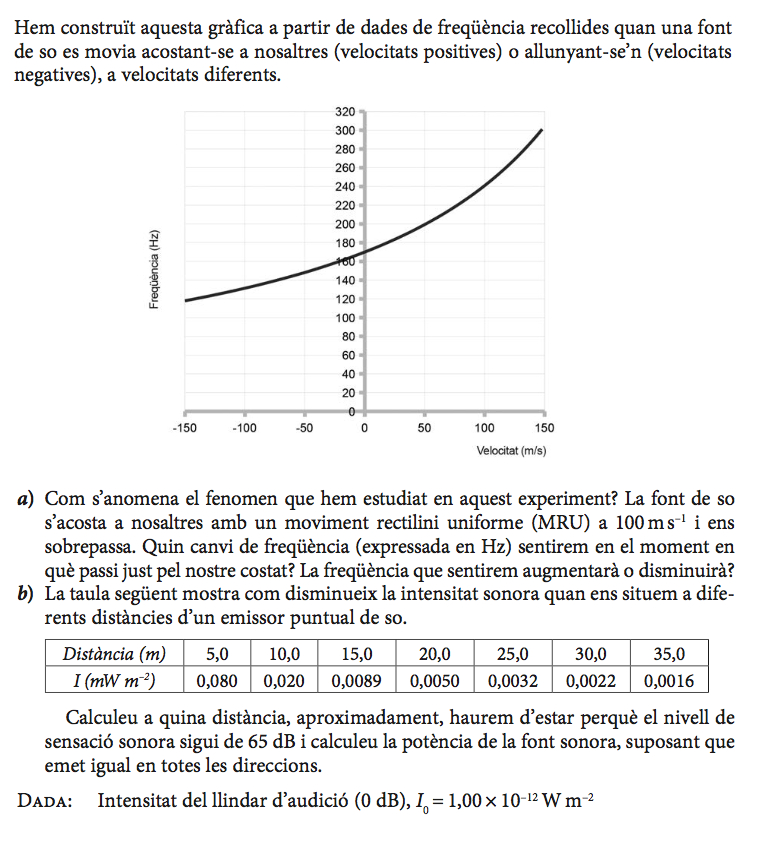 Hem construït aquesta gràfica a partir de dades de freqüència recollides quan una font
de so es movia acostant-se a nosaltres (velocitats positives) o allunyant-se’n (velocitats
negatives), a velocitats diferents.
320
300
280
260
240
220
200
180
160
140
120
100
80
60
40
20
0
Freqüència (Hz)
-150 -100 -50 0 50 100 150
Velocitat (m/s)
a) Com s’anomena el fenomen que hem estudiat en aquest experiment? La font de so
s’acosta a nosaltres amb un moviment rectilini uniforme (MRU) a 100 m s⁻¹ i ens
sobrepassa. Quin canvi de freqüència (expressada en Hz) sentirem en el moment en
què passi just pel nostre costat? La freqüència que sentirem augmentarà o disminuirà?
b) La taula següent mostra com disminueix la intensitat sonora quan ens situem a dife-
rents distàncies d’un emissor puntual de so.
Distància (m) 5,0 10,0 15,0 20,0 25,0 30,0 35,0
I (mW m⁻²) 0,080 0,020 0,0089 0,0050 0,0032 0,0022 0,0016
Calculeu a quina distància, aproximadament, haurem d’estar perquè el nivell de
sensació sonora sigui de 65 dB i calculeu la potència de la font sonora, suposant que
emet igual en totes les direccions.
DADA: Intensitat del llindar d’audició (0 dB), I₀ = 1,00 × 10⁻¹² W m⁻²